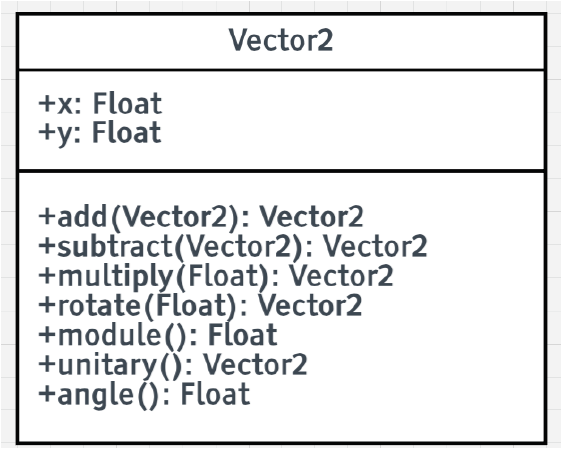 Vector2
+x: Float
+y: Float
+add(Vector2): Vector2
+subtract(Vector2): Vector2
+multiply(Float): Vector2
+rotate(Float): Vector2
+module(): Float
+unitary(): Vector2
+angle(): Float